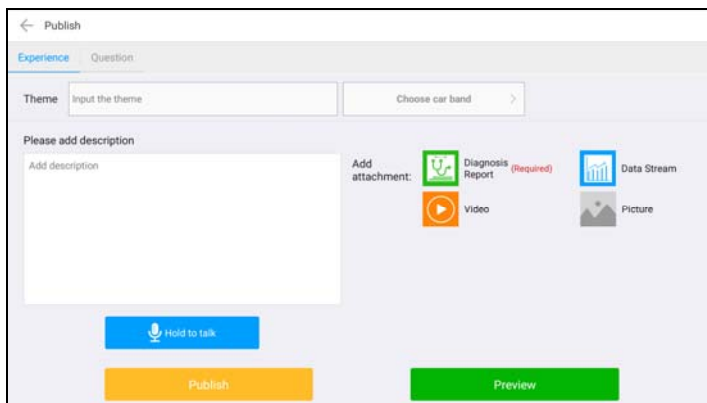 Publish
Experience Question
Theme Input the theme Choose car band
Please add description
Add description
Add attachment:
Diagnosis Report (Required)
Data Stream
Video
Picture
Hold to talk
Publish Preview